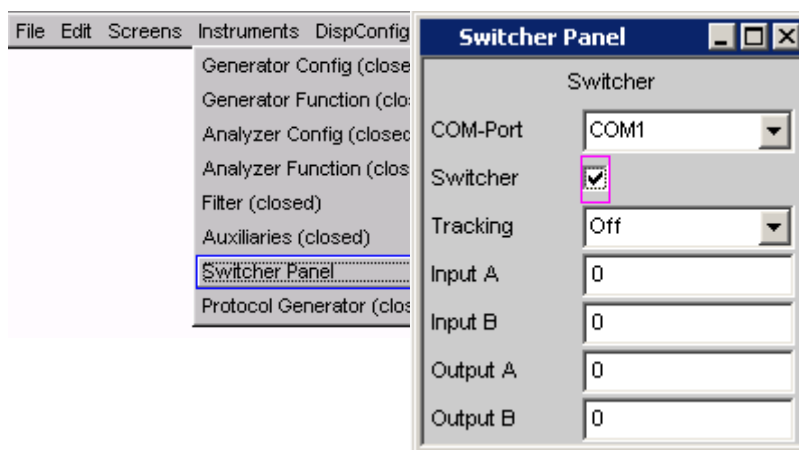 File Edit Screens Instruments DispConfig
Generator Config (close
Generator Function (clo
Analyzer Config (closed
Analyzer Function (clos
Filter (closed)
Auxiliaries (closed)
Switcher Panel
Protocol Generator (clos
Switcher Panel
Switcher
COM-Port COM1
Switcher
Tracking Off
Input A 0
Input B 0
Output A 0
Output B 0